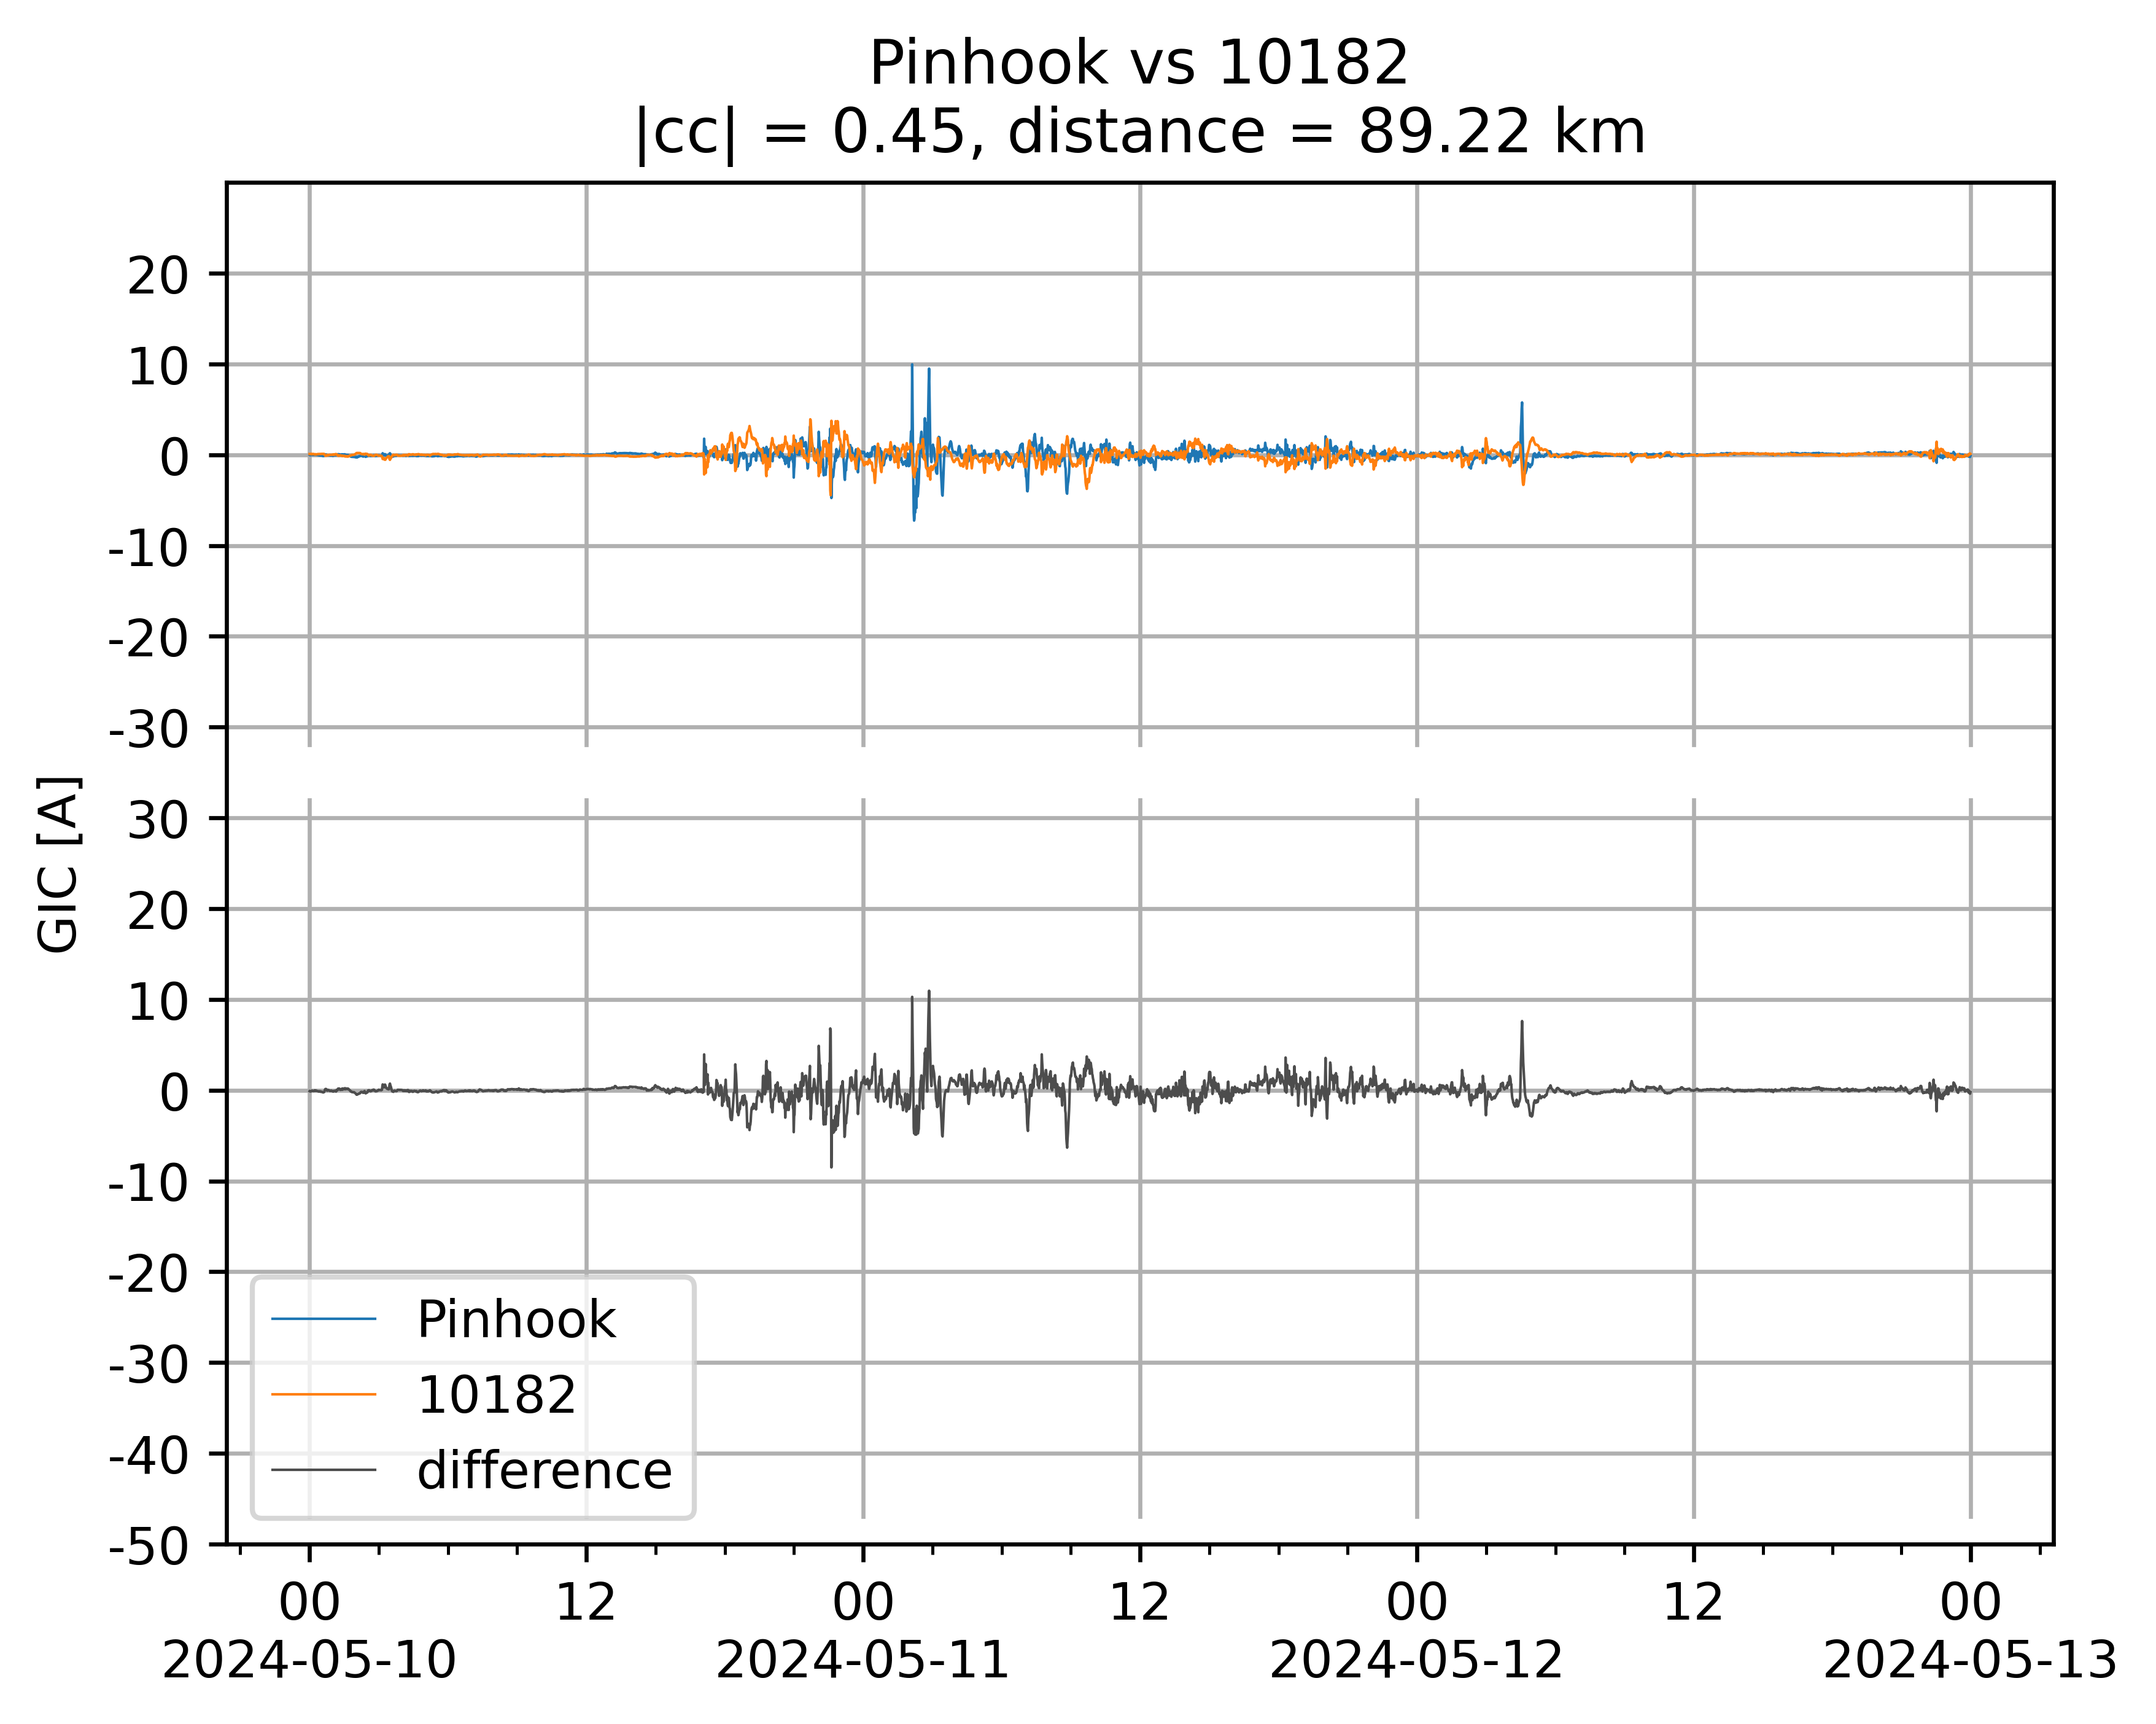 Pinhook vs 10182
|cc| = 0.45, distance = 89.22 km
GIC [A]
20
10
0
-10
-20
-30
30
20
10
0
-10
-20
-30
-40
-50
Pinhook
10182
difference
00 12 00 12 00 12 00
2024-05-10 2024-05-11 2024-05-12 2024-05-13